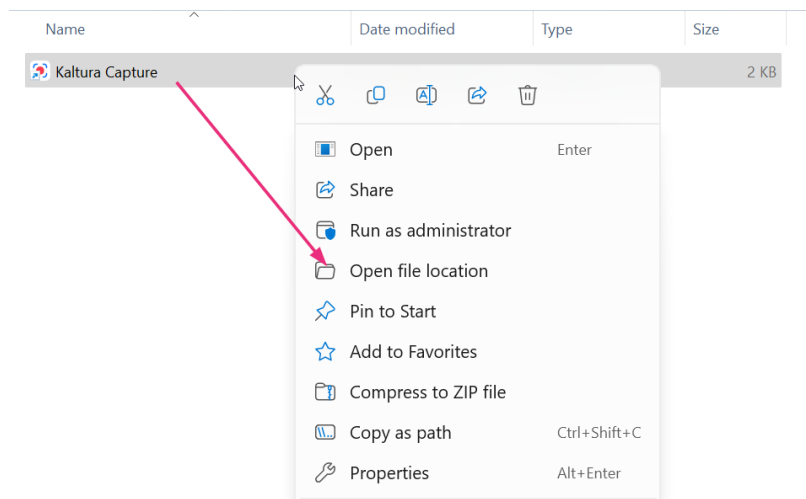 Name Date modified Type Size
Kaltura Capture 2 KB
Open Enter
Share
Run as administrator
Open file location
Pin to Start
Add to Favorites
Compress to ZIP file
Copy as path Ctrl+Shift+C
Properties Alt+Enter